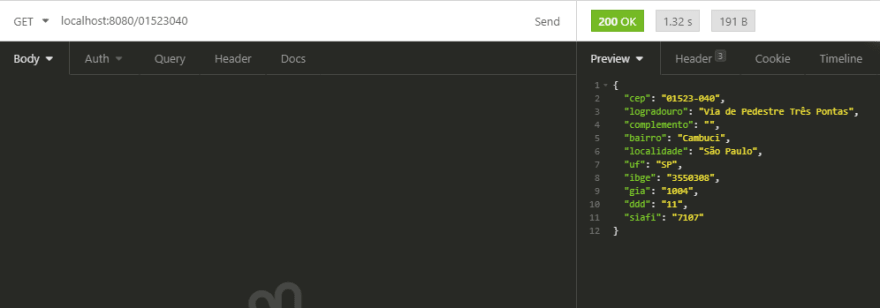 GET localhost:8080/01523040 Send 200 OK 1.32 s 191 B
Body Auth Query Header Docs Preview Header 3 Cookie Timeline
1 {
2 "cep": "01523-040",
3 "logradouro": "Via de Pedestre Três Pontas",
4 "complemento": "",
5 "bairro": "Cambuci",
6 "localidade": "São Paulo",
7 "uf": "SP",
8 "ibge": "3550308",
9 "gia": "1004",
10 "ddd": "11",
11 "siafi": "7107"
12 }